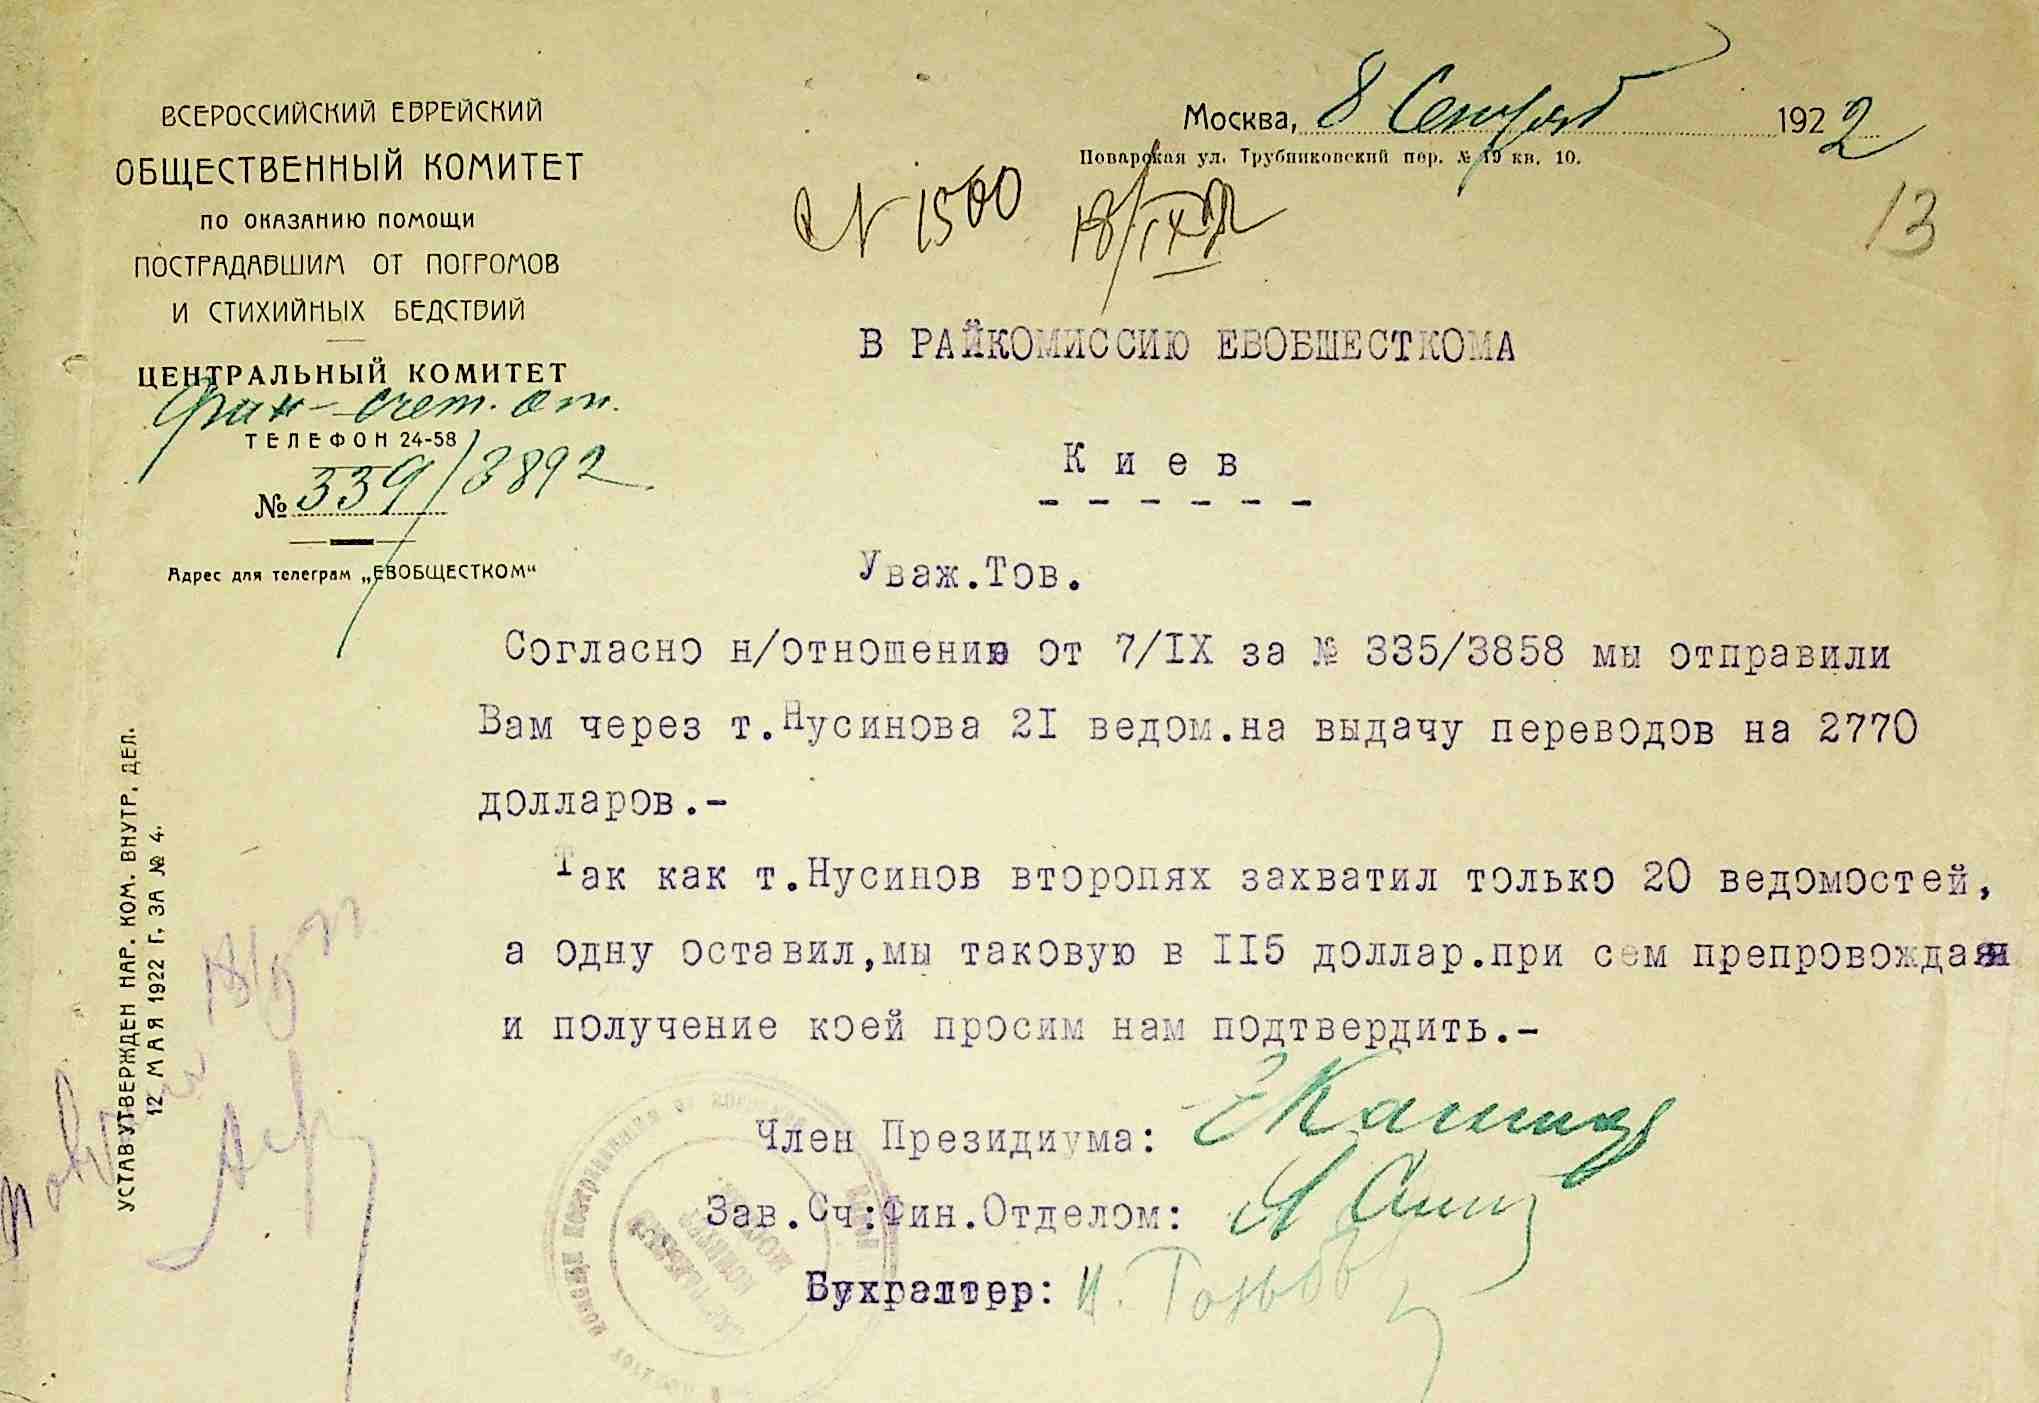 ВСЕРОССИЙСКИЙ ЕВРЕЙСКИЙ
ОБЩЕСТВЕННЫЙ КОМИТЕТ
ПО ОКАЗАНИЮ ПОМОЩИ
ПОСТРАДАВШИМ ОТ ПОГРОМОВ
И СТИХИЙНЫХ БЕДСТВИЙ
ЦЕНТРАЛЬНЫЙ КОМИТЕТ
Фин-счет. от.
ТЕЛЕФОН 24-58
№ 339/3892
Адрес для телеграм „ЕВОБЩЕСТКОМ“
Москва, 8 Сентяб 1922
Поварская ул. Трубниковский пер. № 19 кв. 10.
N 1500 18/IX 22
13
В РАЙКОМИССИЮ ЕВОБШЕСТКОМА
Киев
Уваж.Тов.
Согласно н/отношению от 7/IX за № 335/3858 мы отправили
Вам через т.Нусинова 21 ведом.на выдачу переводов на 2770
долларов.-
Так как т.Нусинов второпях захватил только 20 ведомостей,
а одну оставил,мы таковую в 115 доллар.при сем препровождаем
и получение коей просим нам подтвердить.-
Член Президиума:
Зав.Сч:Фин.Отделом:
Бухгалтер:
УСТАВ УТВЕРЖДЕН НАР. КОМ. ВНУТР. ДЕЛ.
12 МАЯ 1922 Г. ЗА № 4.